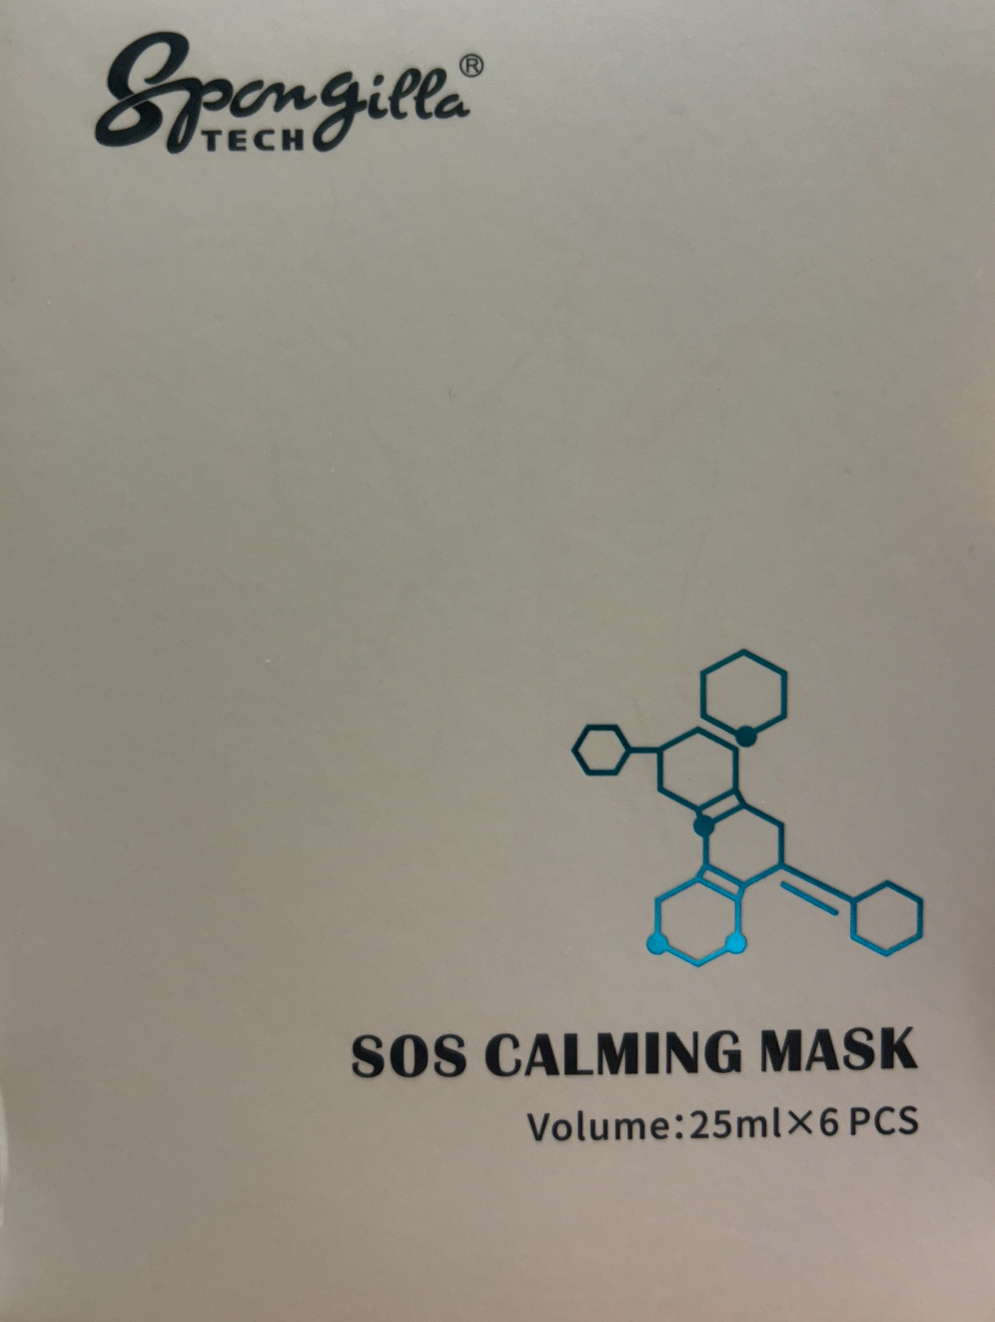 Spongilla®
TECH
SOS CALMING MASK
Volume:25ml×6 PCS